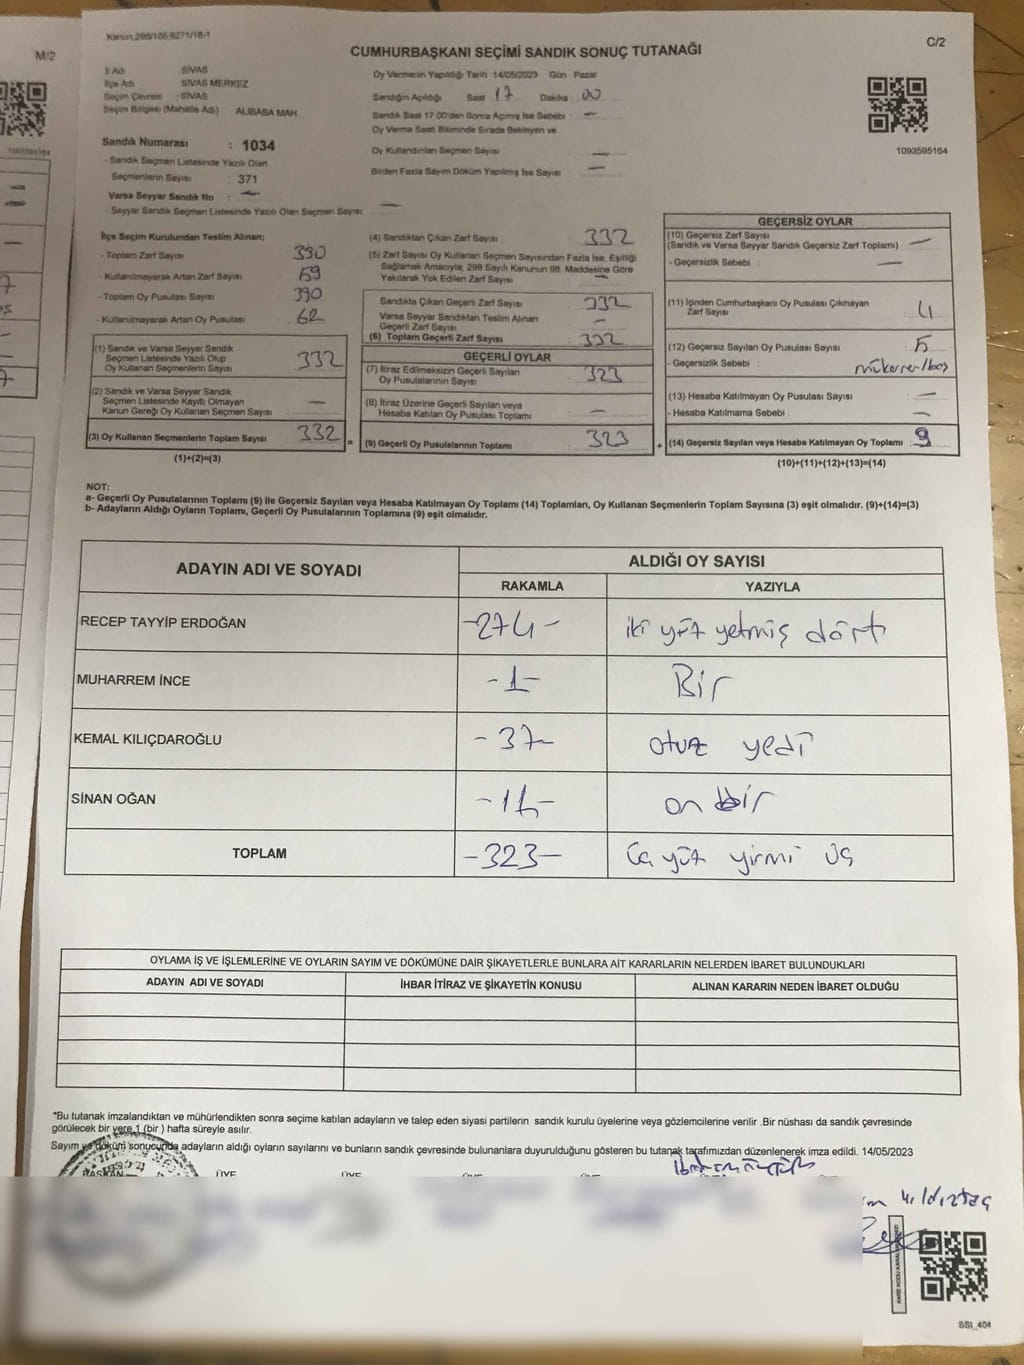 Kanun,298/106,6271/16-1
M/2
C/2
CUMHURBAŞKANI SEÇİMİ SANDIK SONUÇ TUTANAĞI
İl Adı : SİVAS
İlçe Adı : SİVAS MERKEZ
Seçim Çevresi : SİVAS
Seçim Bölgesi (Mahalle Adı) ALIBABA MAH
Sandık Numarası : 1034
- Sandık Seçmen Listesinde Yazılı Olan
Seçmenlerin Sayısı : 371
Varsa Seyyar Sandık No : -
- Seyyar Sandık Seçmen Listesinde Yazılı Olan Seçmen Sayısı : -
Oy Vermenin Yapıldığı Tarih :14/05/2023 Gün : Pazar
Sandığın Açıldığı Saat : 17 Dakika : 00
Sandık Saat 17.00'den Sonra Açılmış İse Sebebi : -
Oy Verme Saati Bitiminde Sırada Bekleyen ve
Oy Kullandırılan Seçmen Sayısı : -
Birden Fazla Sayım Döküm Yapılmış İse Sayısı : -
1093595164
İlçe Seçim Kurulundan Teslim Alınan;
- Toplam Zarf Sayısı : 390
- Kullanılmayarak Artan Zarf Sayısı : 59
- Toplam Oy Pusulası Sayısı : 390
- Kullanılmayarak Artan Oy Pusulası : 62
(1) Sandık ve Varsa Seyyar Sandık
Seçmen Listesinde Yazılı Olup
Oy Kullanan Seçmenlerin Sayısı : 332
(2) Sandık ve Varsa Seyyar Sandık
Seçmen Listesinde Kayıtlı Olmayan
Kanun Gereği Oy Kullanan Seçmen Sayısı : -
(3) Oy Kullanan Seçmenlerin Toplam Sayısı : 332
(1)+(2)=(3)
=
(4) Sandıktan Çıkan Zarf Sayısı : 332
(5) Zarf Sayısı Oy Kullanan Seçmen Sayısından Fazla İse, Eşitliği
Sağlamak Amacıyla, 298 Sayılı Kanunun 98. Maddesine Göre
Yakılarak Yok Edilen Zarf Sayısı : -
Sandıkta Çıkan Geçerli Zarf Sayısı : 332
Varsa Seyyar Sandıktan Teslim Alınan
Geçerli Zarf Sayısı : -
(6) Toplam Geçerli Zarf Sayısı : 332
GEÇERLİ OYLAR
(7) İtiraz Edilmeksizin Geçerli Sayılan
Oy Pusulalarının Sayısı : 323
(8) İtiraz Üzerine Geçerli Sayılan veya
Hesaba Katılan Oy Pusulası Toplamı : -
(9) Geçerli Oy Pusulalarının Toplamı : 323
+
GEÇERSİZ OYLAR
(10) Geçersiz Zarf Sayısı
(Sandık ve Varsa Seyyar Sandık Geçersiz Zarf Toplamı) : -
- Geçersizlik Sebebi : -
(11) İçinden Cumhurbaşkanı Oy Pusulası Çıkmayan
Zarf Sayısı : 4
(12) Geçersiz Sayılan Oy Pusulası Sayısı : 5
- Geçersizlik Sebebi : mükerrer/boş
(13) Hesaba Katılmayan Oy Pusulası Sayısı : -
- Hesaba Katılmama Sebebi : -
(14) Geçersiz Sayılan veya Hesaba Katılmayan Oy Toplamı : 9
(10)+(11)+(12)+(13)=(14)
NOT:
a- Geçerli Oy Pusulalarının Toplamı (9) ile Geçersiz Sayılan veya Hesaba Katılmayan Oy Toplamı (14) Toplamları, Oy Kullanan Seçmenlerin Toplam Sayısına (3) eşit olmalıdır. (9)+(14)=(3)
b- Adayların Aldığı Oyların Toplamı, Geçerli Oy Pusulalarının Toplamına (9) eşit olmalıdır.
ADAYIN ADI VE SOYADI
ALDIĞI OY SAYISI
RAKAMLA YAZIYLA
RECEP TAYYİP ERDOĞAN -274- iki yüz yetmiş dört
MUHARREM İNCE -1- Bir
KEMAL KILIÇDAROĞLU -37- otuz yedi
SİNAN OĞAN -11- on bir
TOPLAM -323- Üç yüz yirmi üç
OYLAMA İŞ VE İŞLEMLERİNE VE OYLARIN SAYIM VE DÖKÜMÜNE DAİR ŞİKAYETLERLE BUNLARA AİT KARARLARIN NELERDEN İBARET BULUNDUKLARI
ADAYIN ADI VE SOYADI İHBAR İTİRAZ VE ŞİKAYETİN KONUSU ALINAN KARARIN NEDEN İBARET OLDUĞU
*Bu tutanak imzalandıktan ve mühürlendikten sonra seçime katılan adayların ve talep eden siyasi partilerin sandık kurulu üyelerine veya gözlemcilerine verilir .Bir nüshası da sandık çevresinde
görülecek bir yere 1 (bir ) hafta süreyle asılır.
Sayım ve döküm sonucunda adayların aldığı oyların sayılarını ve bunların sandık çevresinde bulunanlara duyurulduğunu gösteren bu tutanak tarafımızdan düzenlenerek imza edildi. 14/05/2023
BAŞKAN ÜYE ÜYE ÜYE ÜYE
SSI_404